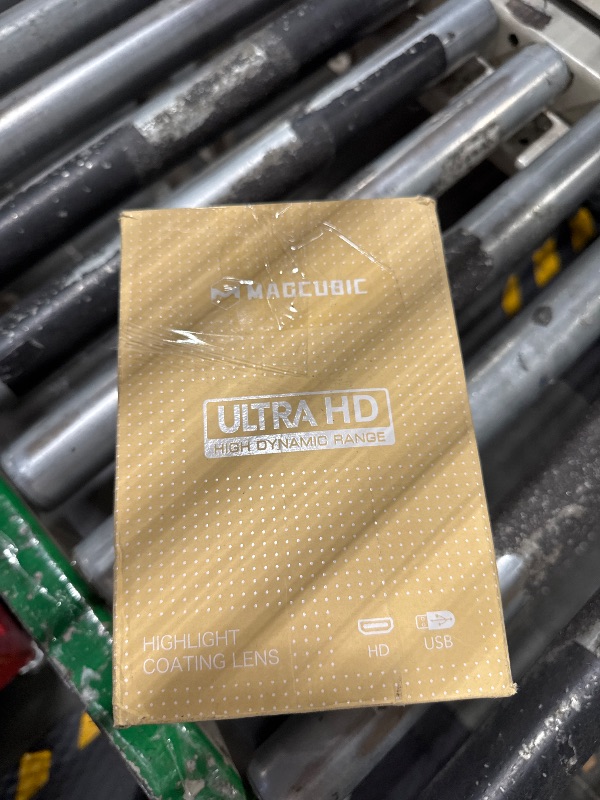 MAGCUBIC
ULTRA HD
HIGH DYNAMIC RANGE
HIGHLIGHT
COATING LENS
HD
USB